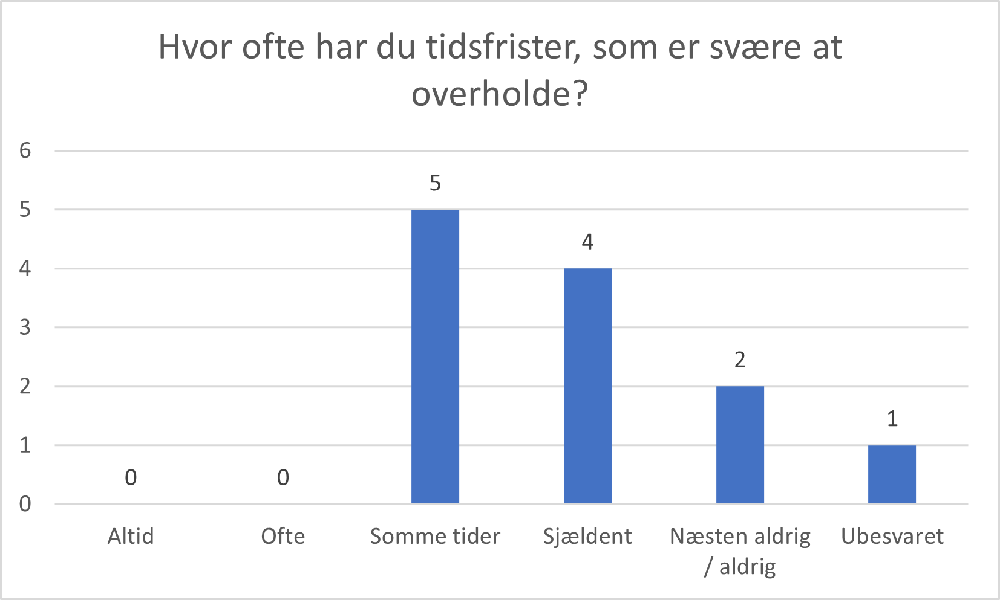 Hvor ofte har du tidsfrister, som er svære at
overholde?
6
5
4
3
2
1
0
0
0
5
4
2
1
Altid
Ofte
Somme tider
Sjældent
Næsten aldrig
/ aldrig
Ubesvaret